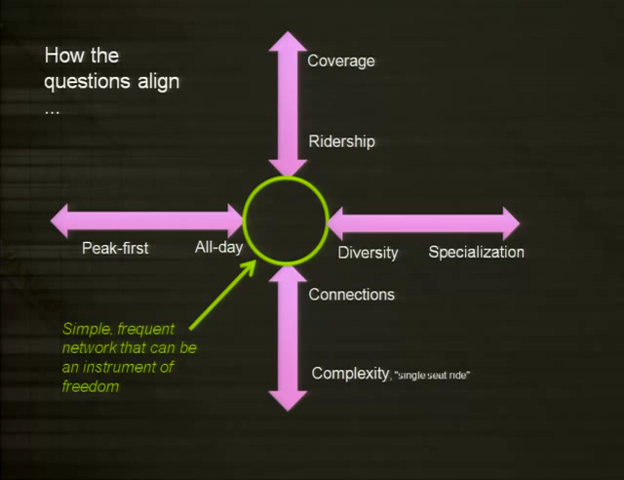 How the
questions align
...
Coverage
Ridership
Peak-first
All-day
Diversity
Specialization
Connections
Complexity, "single seat ride"
Simple, frequent
network that can be
an instrument of
freedom